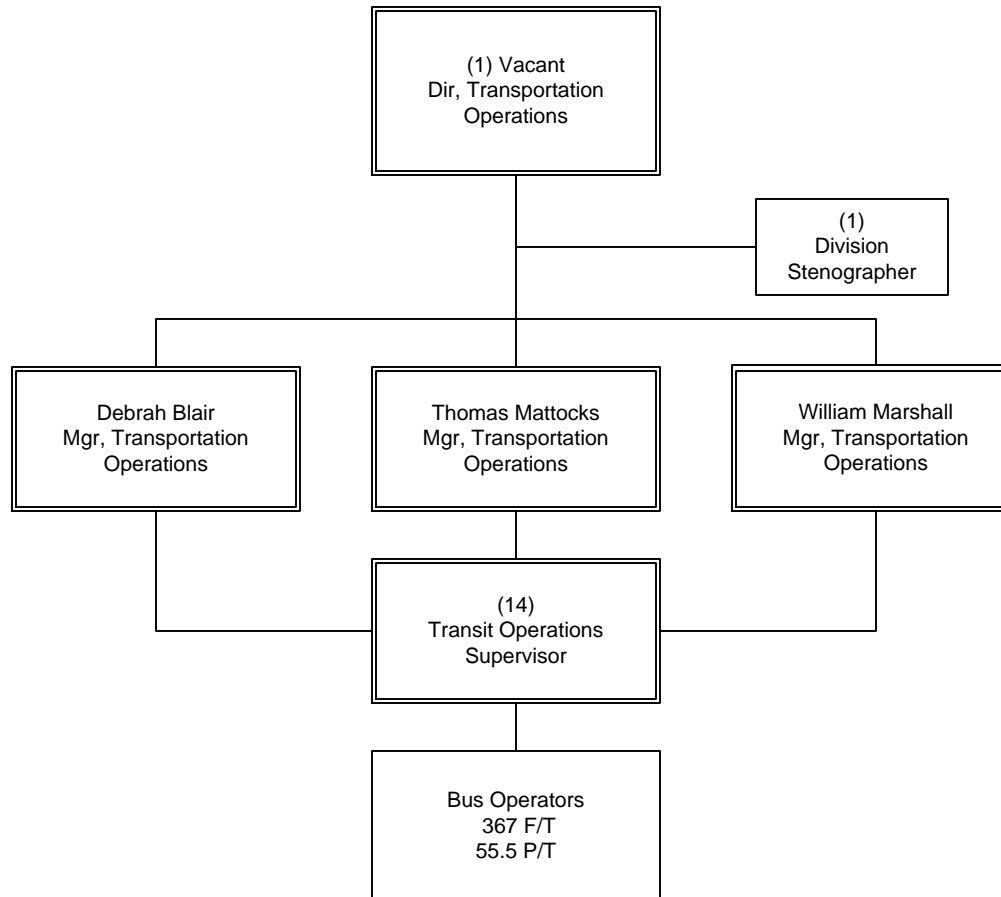 (1) Vacant
Dir, Transportation
Operations
(1)
Division
Stenographer
Debrah Blair
Mgr, Transportation
Operations
Thomas Mattocks
Mgr, Transportation
Operations
William Marshall
Mgr, Transportation
Operations
(14)
Transit Operations
Supervisor
Bus Operators
367 F/T
55.5 P/T